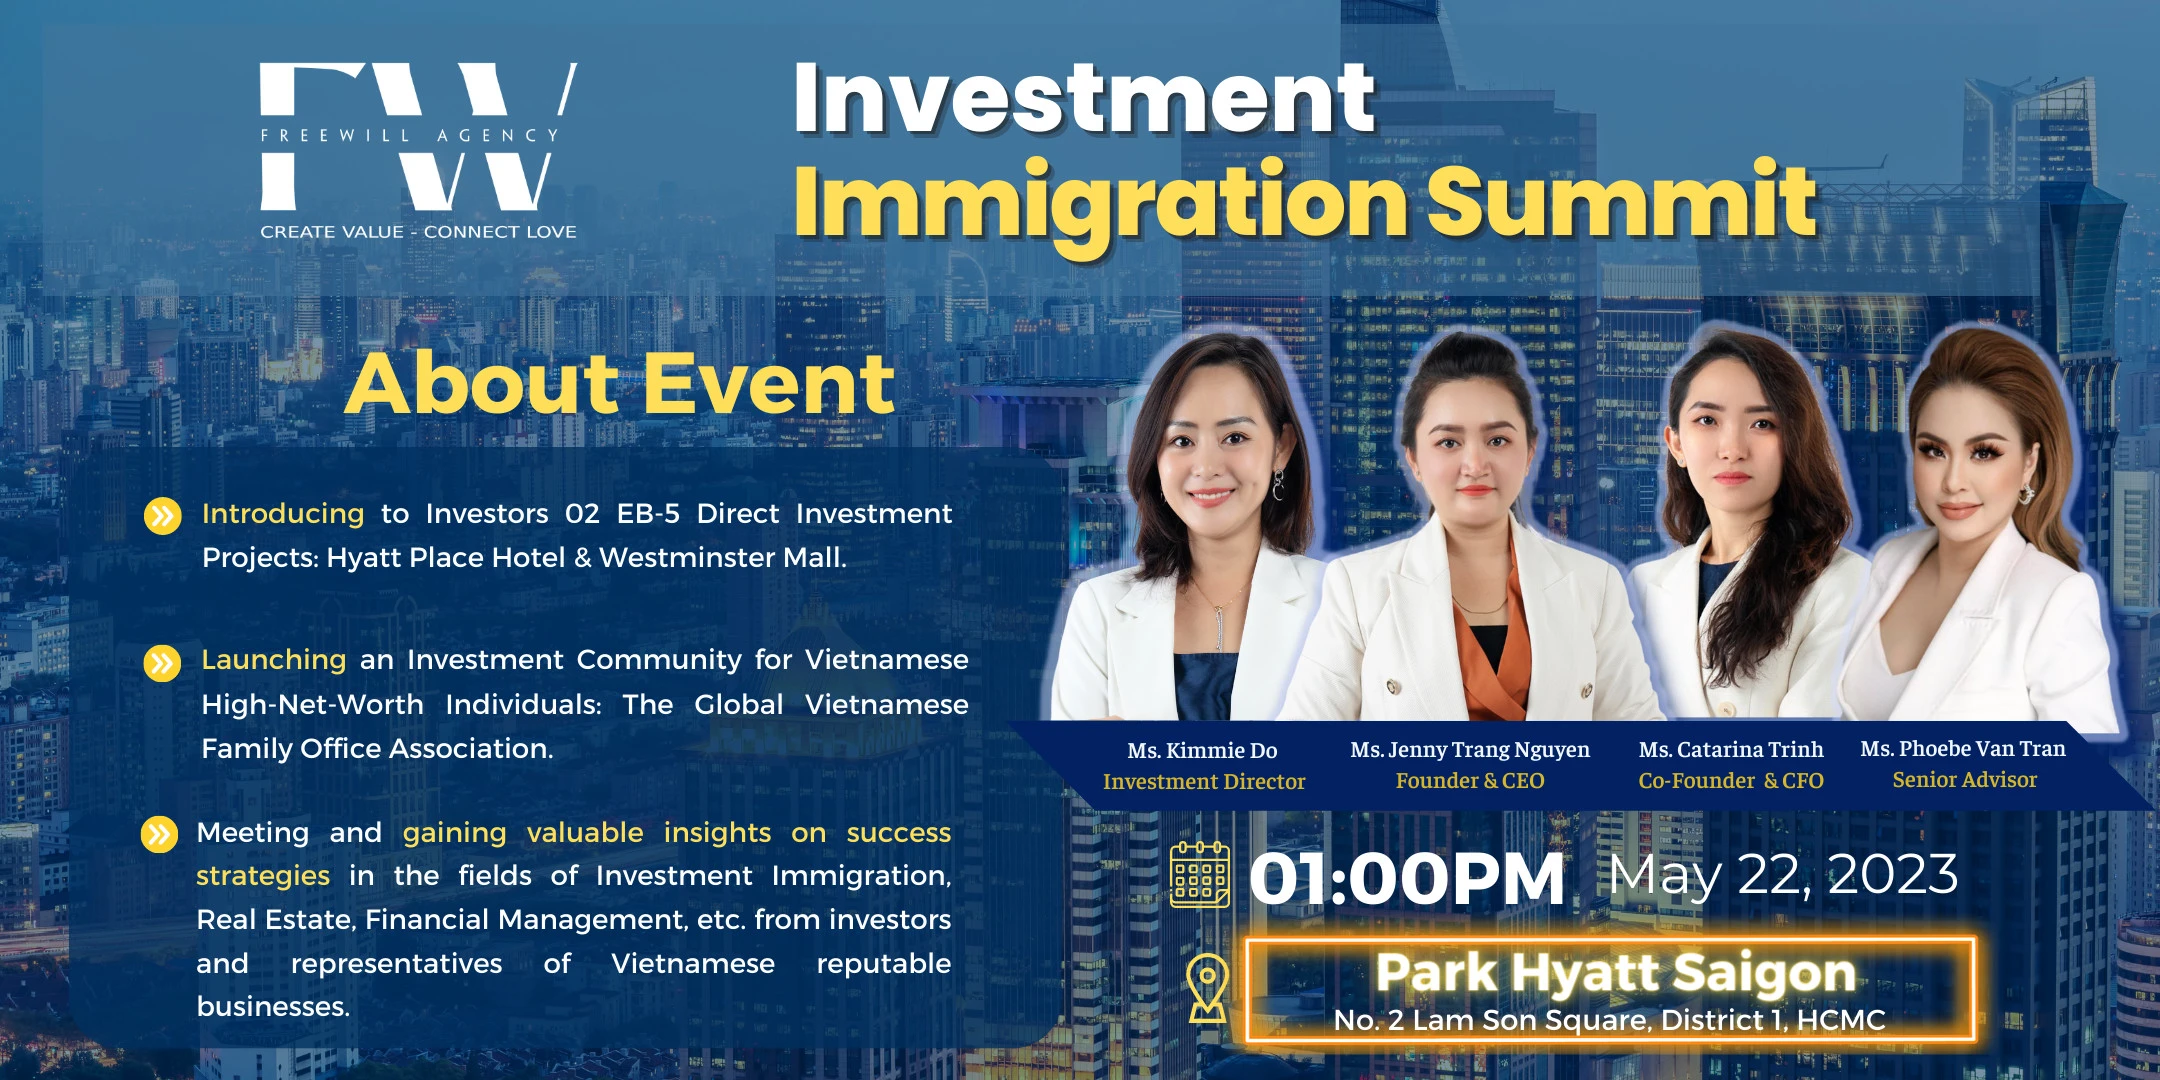 FW
FREEWILL AGENCY
CREATE VALUE - CONNECT LOVE
Investment
Immigration Summit
About Event
Introducing to Investors 02 EB-5 Direct Investment
Projects: Hyatt Place Hotel & Westminster Mall.
Launching an Investment Community for Vietnamese
High-Net-Worth Individuals: The Global Vietnamese
Family Office Association.
Meeting and gaining valuable insights on success
strategies in the fields of Investment Immigration,
Real Estate, Financial Management, etc. from investors
and representatives of Vietnamese reputable
businesses.
Ms. Kimmie Do
Investment Director
Ms. Jenny Trang Nguyen
Founder & CEO
Ms. Catarina Trinh
Co-Founder & CFO
Ms. Phoebe Van Tran
Senior Advisor
01:00PM May 22, 2023
Park Hyatt Saigon
No. 2 Lam Son Square, District 1, HCMC